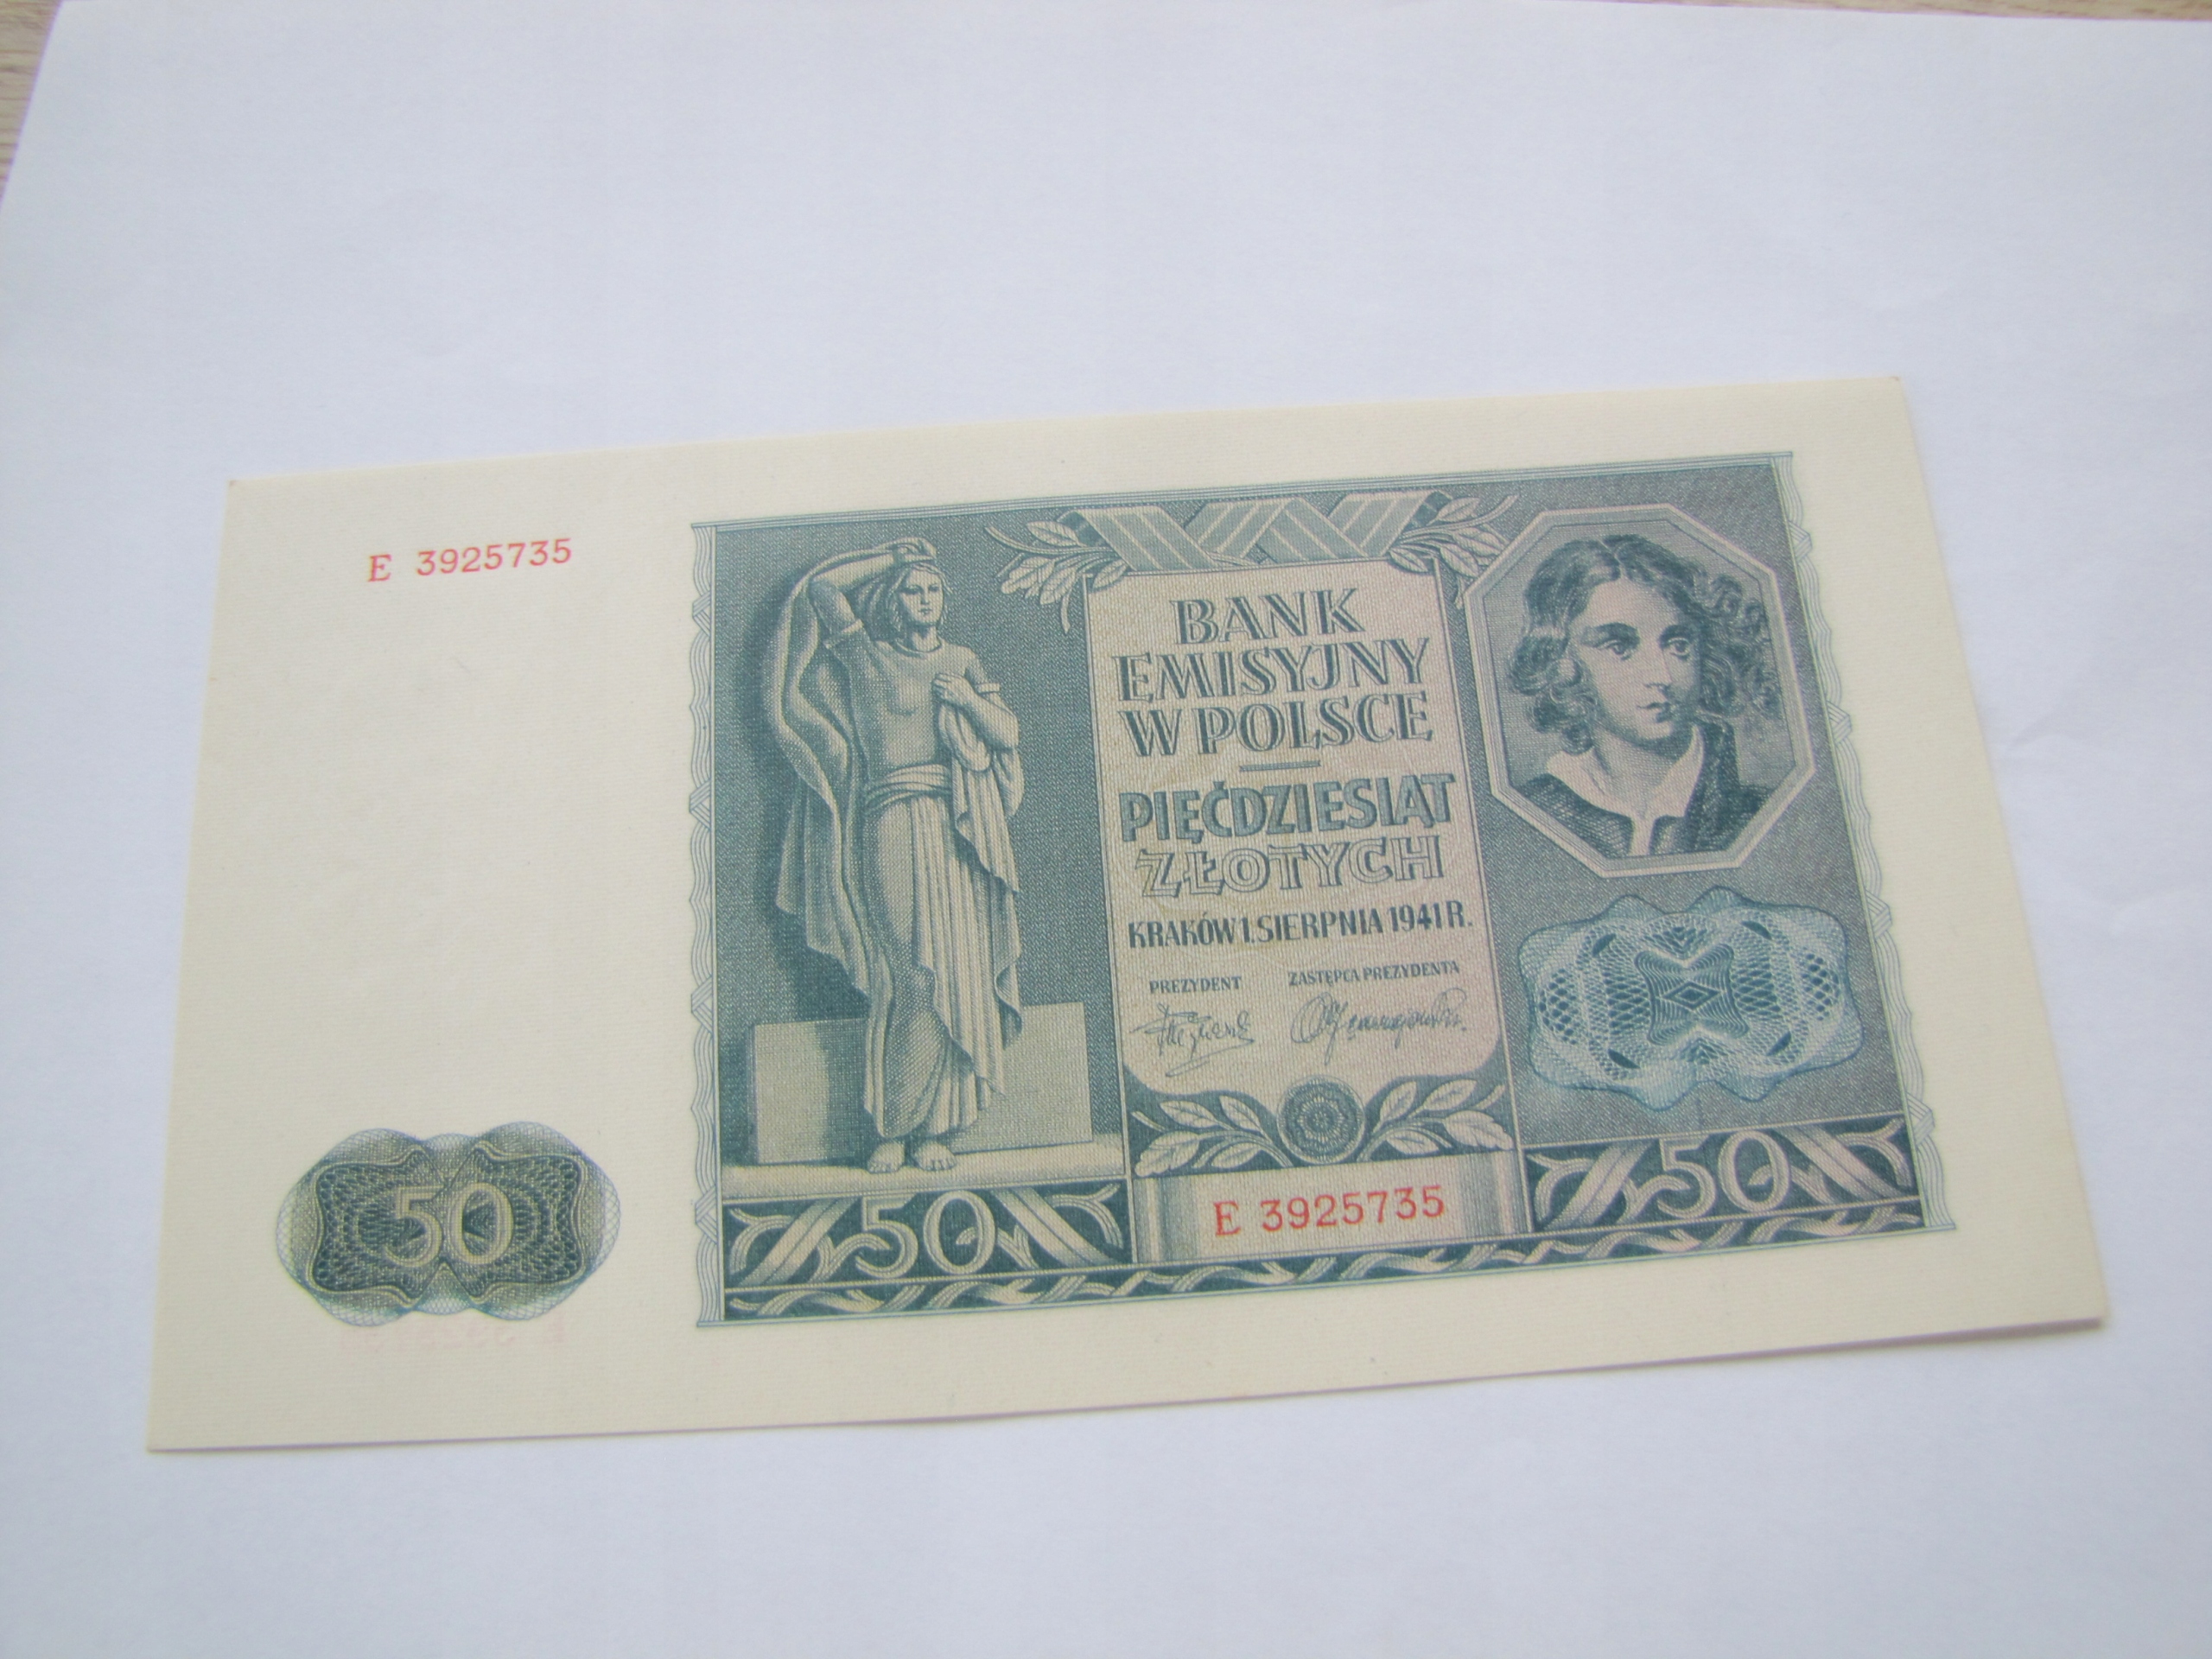 E 3925735
BANK
EMISYJNY
W POLSCE
PIĘĆDZIESIĄT
ZŁOTYCH
KRAKÓW 1. SIERPNIA 1941 R.
PREZYDENT ZASTĘPCA PREZYDENTA
50
50
E 3925735
50